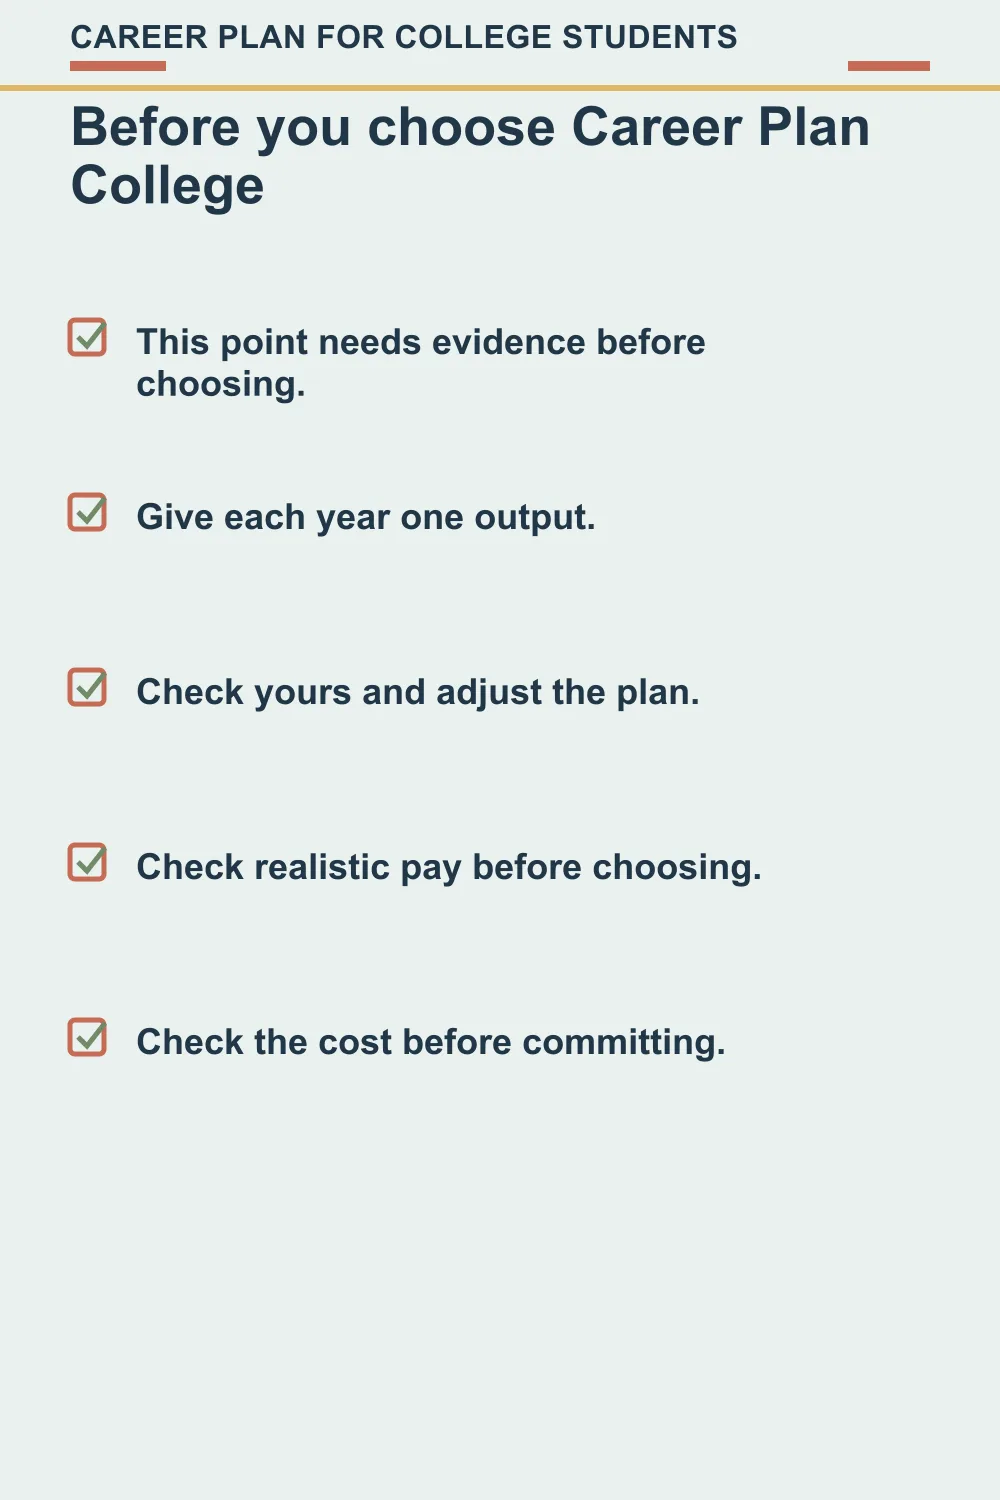 CAREER PLAN FOR COLLEGE STUDENTS
Before you choose Career Plan
College
This point needs evidence before
choosing.
Give each year one output.
Check yours and adjust the plan.
Check realistic pay before choosing.
Check the cost before committing.